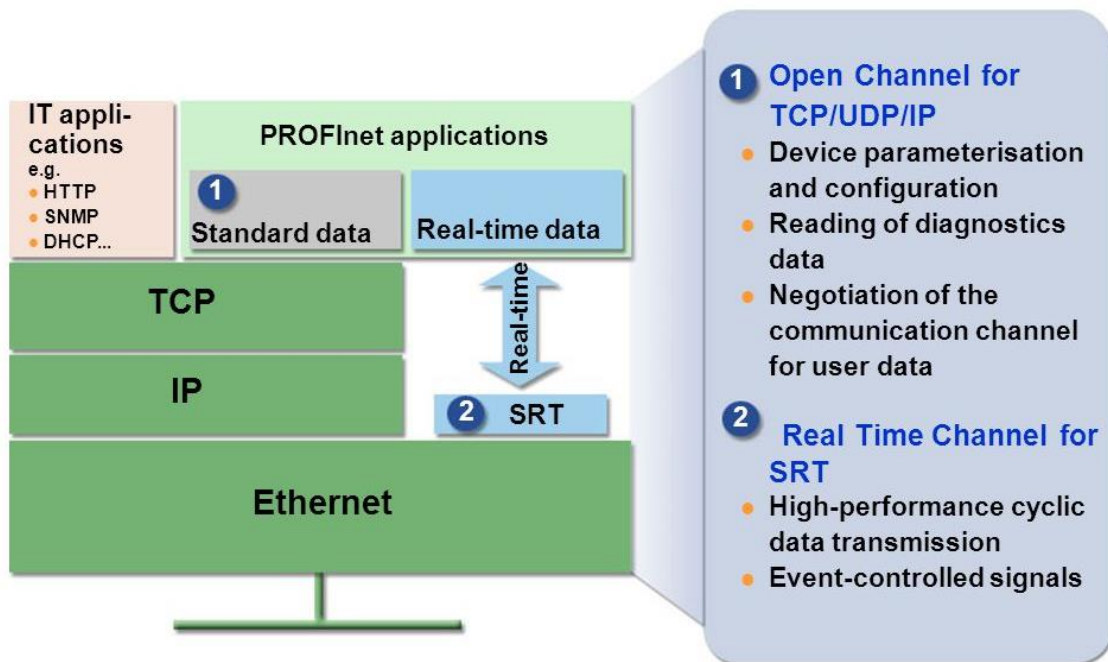 IT appli-
cations
e.g.
HTTP
SNMP
DHCP...
PROFInet applications
1
Standard data
Real-time data
TCP
Real-time
IP
2 SRT
Ethernet
1 Open Channel for
TCP/UDP/IP
Device parameterisation
and configuration
Reading of diagnostics
data
Negotiation of the
communication channel
for user data
2 Real Time Channel for
SRT
High-performance cyclic
data transmission
Event-controlled signals